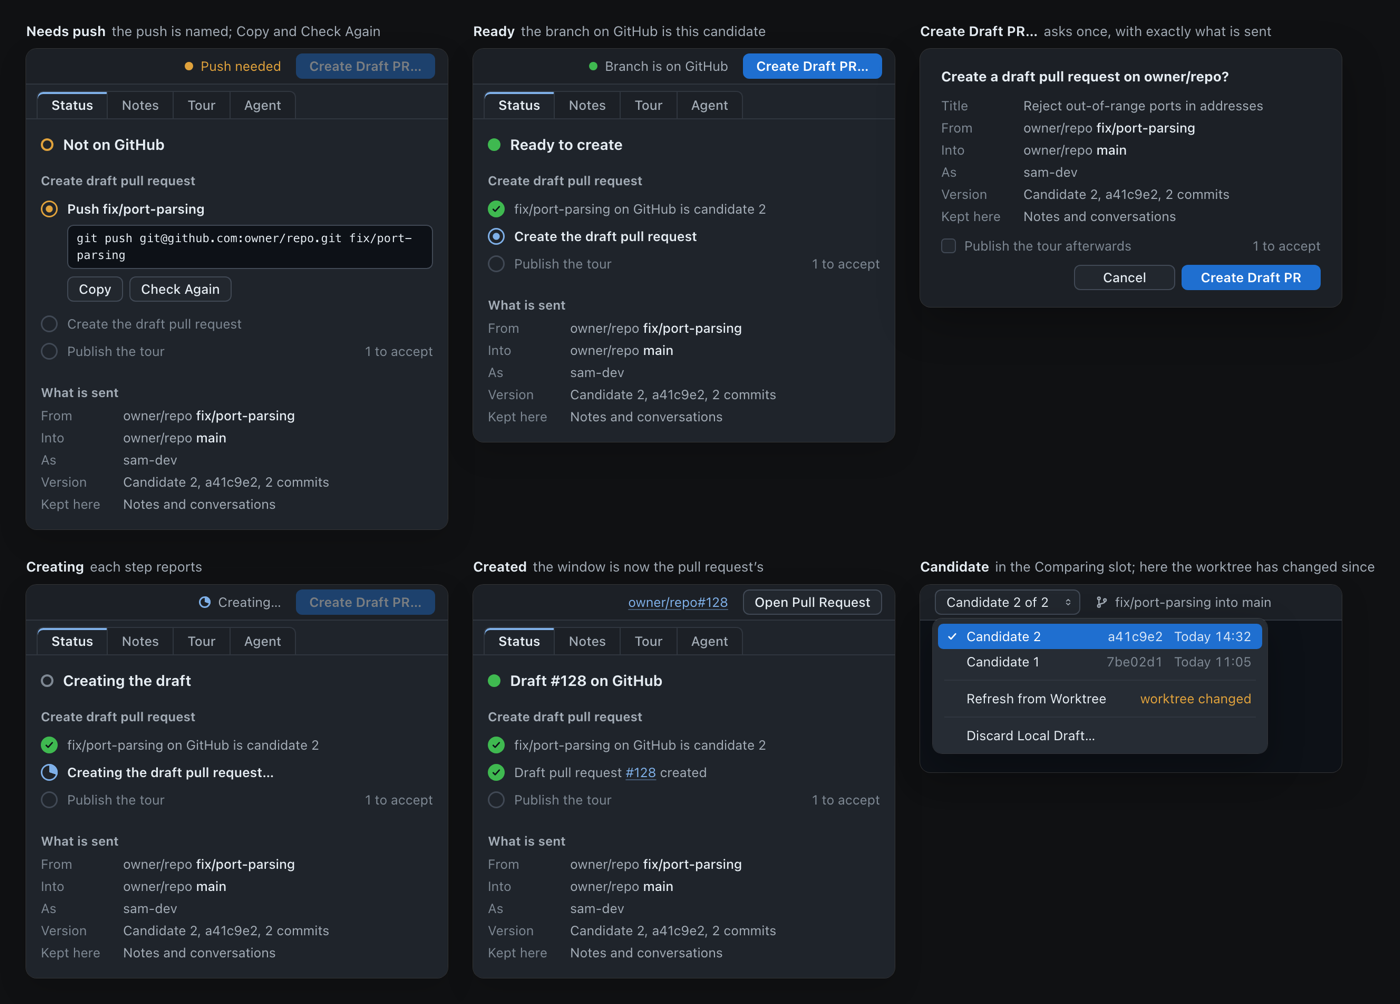 Needs push the push is named; Copy and Check Again
Push needed Create Draft PR...
Status Notes Tour Agent
Not on GitHub
Create draft pull request
Push fix/port-parsing
git push git@github.com:owner/repo.git fix/port-
parsing
Copy Check Again
Create the draft pull request
Publish the tour 1 to accept
What is sent
From owner/repo fix/port-parsing
Into owner/repo main
As sam-dev
Version Candidate 2, a41c9e2, 2 commits
Kept here Notes and conversations
Ready the branch on GitHub is this candidate
Branch is on GitHub Create Draft PR...
Status Notes Tour Agent
Ready to create
Create draft pull request
fix/port-parsing on GitHub is candidate 2
Create the draft pull request
Publish the tour 1 to accept
What is sent
From owner/repo fix/port-parsing
Into owner/repo main
As sam-dev
Version Candidate 2, a41c9e2, 2 commits
Kept here Notes and conversations
Create Draft PR... asks once, with exactly what is sent
Create a draft pull request on owner/repo?
Title Reject out-of-range ports in addresses
From owner/repo fix/port-parsing
Into owner/repo main
As sam-dev
Version Candidate 2, a41c9e2, 2 commits
Kept here Notes and conversations
Publish the tour afterwards 1 to accept
Cancel Create Draft PR
Creating each step reports
Creating... Create Draft PR...
Status Notes Tour Agent
Creating the draft
Create draft pull request
fix/port-parsing on GitHub is candidate 2
Creating the draft pull request...
Publish the tour 1 to accept
What is sent
From owner/repo fix/port-parsing
Into owner/repo main
As sam-dev
Version Candidate 2, a41c9e2, 2 commits
Kept here Notes and conversations
Created the window is now the pull request's
owner/repo#128 Open Pull Request
Status Notes Tour Agent
Draft #128 on GitHub
Create draft pull request
fix/port-parsing on GitHub is candidate 2
Draft pull request #128 created
Publish the tour 1 to accept
What is sent
From owner/repo fix/port-parsing
Into owner/repo main
As sam-dev
Version Candidate 2, a41c9e2, 2 commits
Kept here Notes and conversations
Candidate in the Comparing slot; here the worktree has changed since
Candidate 2 of 2 fix/port-parsing into main
Candidate 2 a41c9e2 Today 14:32
Candidate 1 7be02d1 Today 11:05
Refresh from Worktree worktree changed
Discard Local Draft...